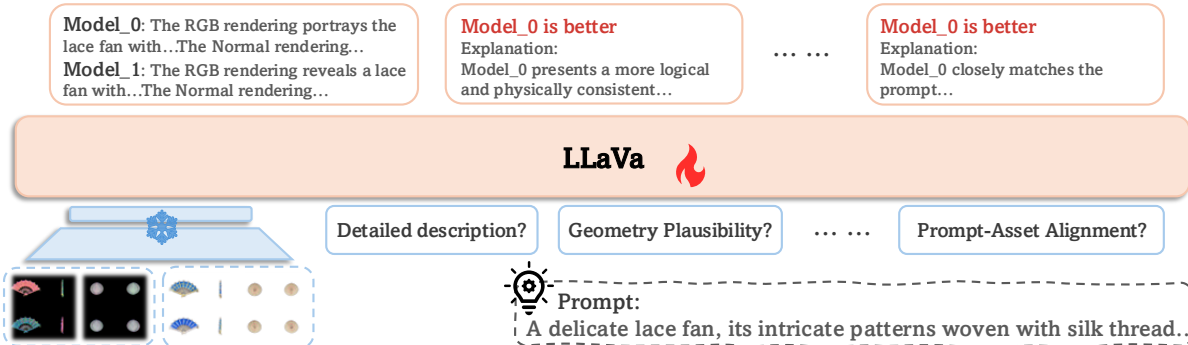 Model_0: The RGB rendering portrays the
lace fan with...The Normal rendering...
Model_1: The RGB rendering reveals a lace
fan with...The Normal rendering...
Model_0 is better
Explanation:
Model_0 presents a more logical
and physically consistent...
... ...
Model_0 is better
Explanation:
Model_0 closely matches the
prompt...
LLaVa
Detailed description?
Geometry Plausibility?
... ...
Prompt-Asset Alignment?
Prompt:
A delicate lace fan, its intricate patterns woven with silk thread..